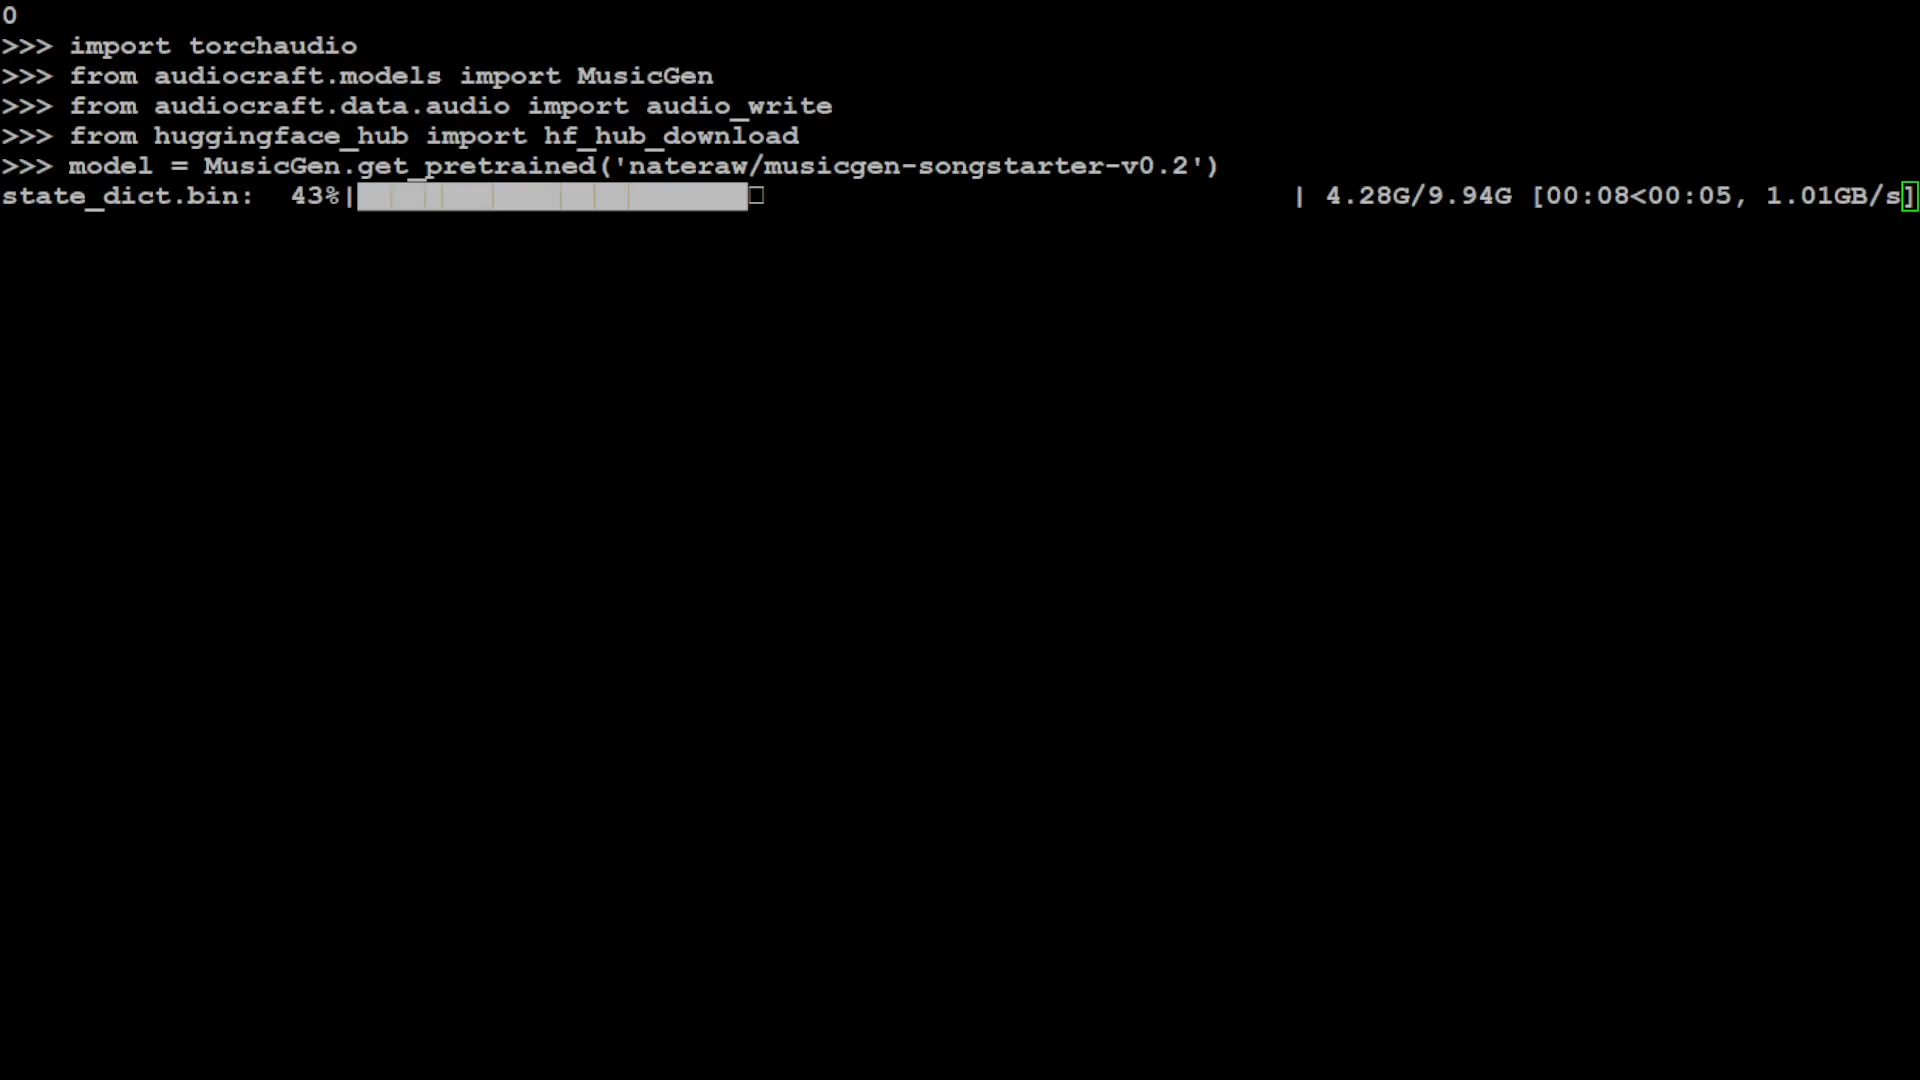 0
>>> import torchaudio
>>> from audiocraft.models import MusicGen
>>> from audiocraft.data.audio import audio_write
>>> from huggingface_hub import hf_hub_download
>>> model = MusicGen.get_pretrained('nateraw/musicgen-songstarter-v0.2')
state_dict.bin:  43%| | 4.28G/9.94G [00:08<00:05, 1.01GB/s]